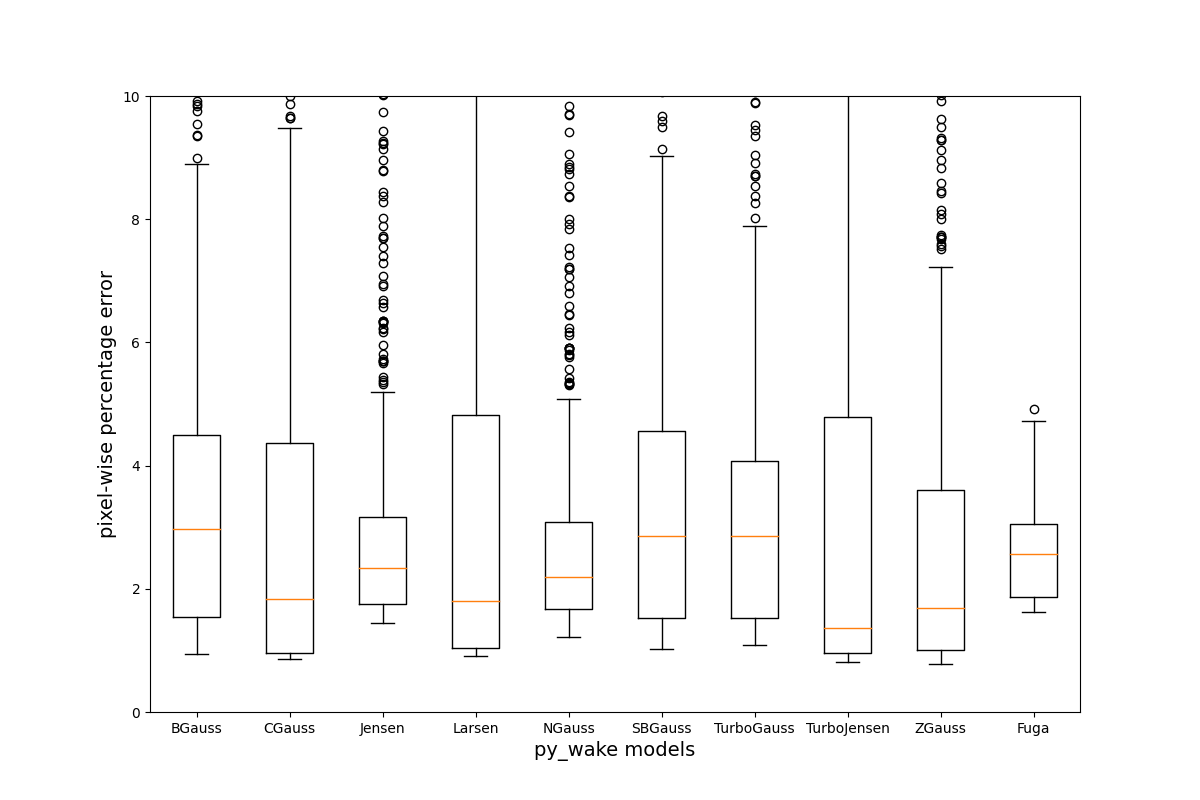 10
8
6
4
2
0
pixel-wise percentage error
BGauss CGauss Jensen Larsen NGauss SBGauss TurboGauss TurboJensen ZGauss Fuga
py_wake models